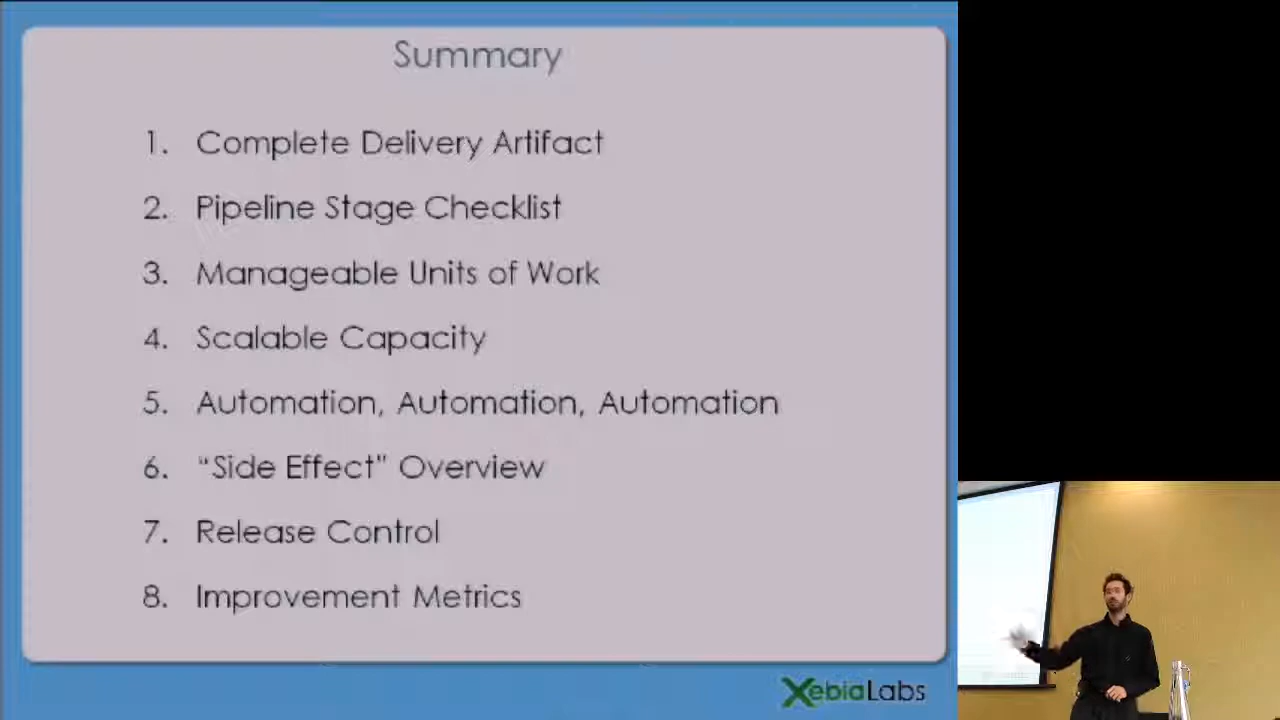 Summary
1. Complete Delivery Artifact
2. Pipeline Stage Checklist
3. Manageable Units of Work
4. Scalable Capacity
5. Automation, Automation, Automation
6. “Side Effect” Overview
7. Release Control
8. Improvement Metrics
XebiaLabs